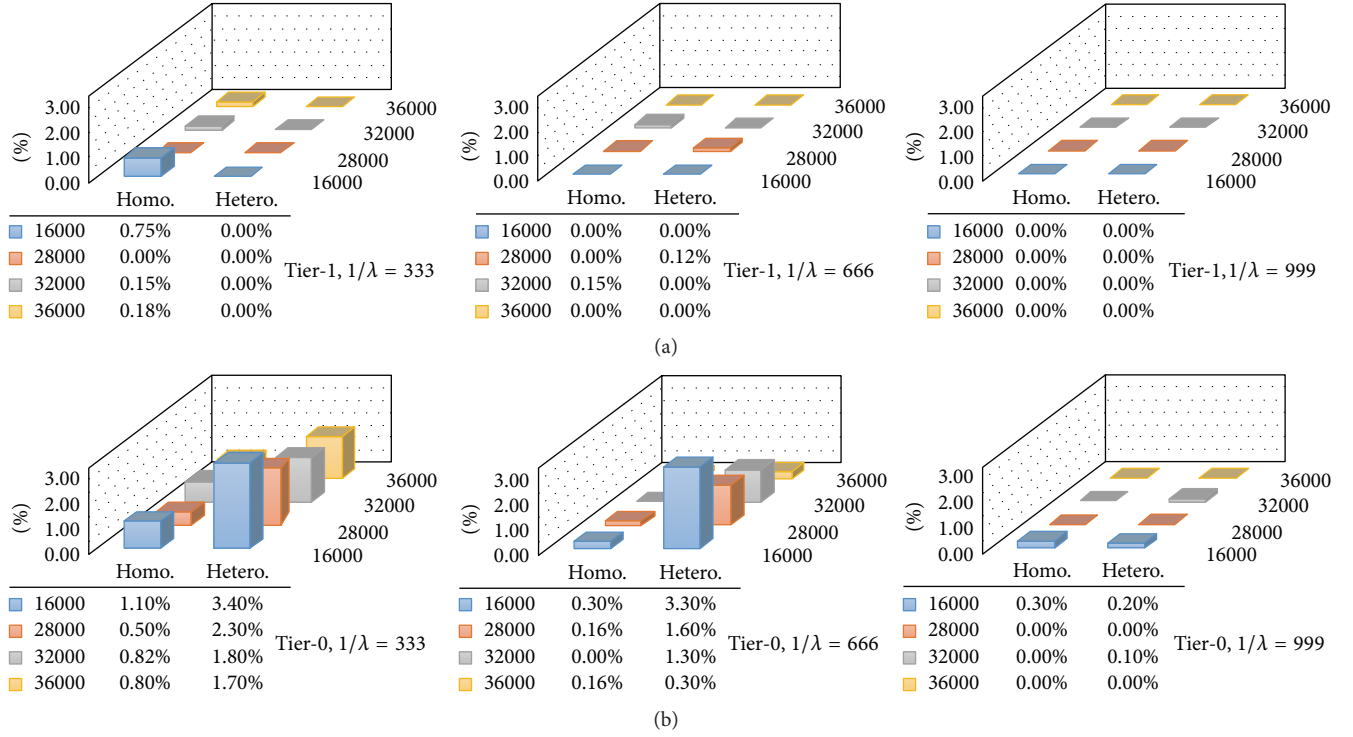 3.00
2.00
1.00
0.00
(%)
36000
32000
28000
16000
Homo. Hetero.
16000 0.75% 0.00%
28000 0.00% 0.00%
32000 0.15% 0.00%
36000 0.18% 0.00%
Tier-1, 1/λ = 333
3.00
2.00
1.00
0.00
(%)
36000
32000
28000
16000
Homo. Hetero.
16000 0.00% 0.00%
28000 0.00% 0.12%
32000 0.15% 0.00%
36000 0.00% 0.00%
Tier-1, 1/λ = 666
3.00
2.00
1.00
0.00
(%)
36000
32000
28000
16000
Homo. Hetero.
16000 0.00% 0.00%
28000 0.00% 0.00%
32000 0.00% 0.00%
36000 0.00% 0.00%
Tier-1,1/λ = 999
(a)
3.00
2.00
1.00
0.00
(%)
36000
32000
28000
16000
Homo. Hetero.
16000 1.10% 3.40%
28000 0.50% 2.30%
32000 0.82% 1.80%
36000 0.80% 1.70%
Tier-0, 1/λ = 333
3.00
2.00
1.00
0.00
(%)
36000
32000
28000
16000
Homo. Hetero.
16000 0.30% 3.30%
28000 0.16% 1.60%
32000 0.00% 1.30%
36000 0.16% 0.30%
Tier-0, 1/λ = 666
3.00
2.00
1.00
0.00
(%)
36000
32000
28000
16000
Homo. Hetero.
16000 0.30% 0.20%
28000 0.00% 0.00%
32000 0.00% 0.10%
36000 0.00% 0.00%
Tier-0, 1/λ = 999
(b)